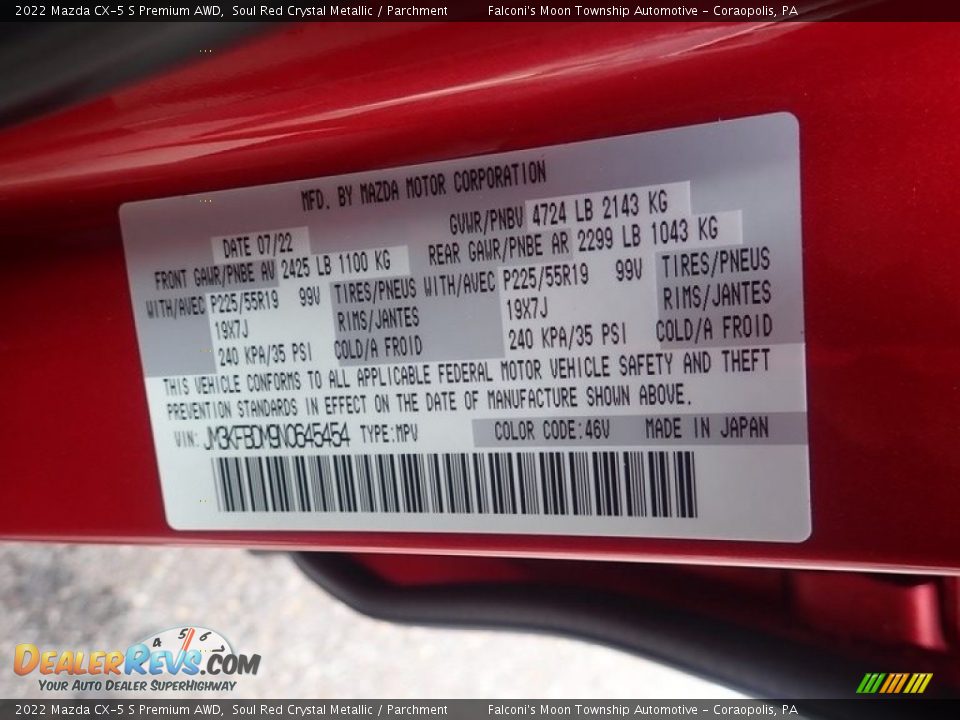 2022 Mazda CX-5 S Premium AWD, Soul Red Crystal Metallic / Parchment Falconi's Moon Township Automotive - Coraopolis, PA
MFD. BY MAZDA MOTOR CORPORATION
DATE 07/22 GVWR/PNBV 4724 LB 2143 KG
FRONT GAWR/PNBE AV 2425 LB 1100 KG REAR GAWR/PNBE AR 2299 LB 1043 KG
WITH/AVEC P225/55R19 99V TIRES/PNEUS WITH/AVEC P225/55R19 99V TIRES/PNEUS
19X7J RIMS/JANTES 19X7J RIMS/JANTES
240 KPA/35 PSI COLD/A FROID 240 KPA/35 PSI COLD/A FROID
THIS VEHICLE CONFORMS TO ALL APPLICABLE FEDERAL MOTOR VEHICLE SAFETY AND THEFT
PREVENTION STANDARDS IN EFFECT ON THE DATE OF MANUFACTURE SHOWN ABOVE.
VIN: JM3KFBDM9N0645454 TYPE:MPV COLOR CODE:46V MADE IN JAPAN
4 5 6
DEALERREVS.COM
YOUR AUTO DEALER SUPERHIGHWAY
2022 Mazda CX-5 S Premium AWD, Soul Red Crystal Metallic / Parchment Falconi's Moon Township Automotive - Coraopolis, PA